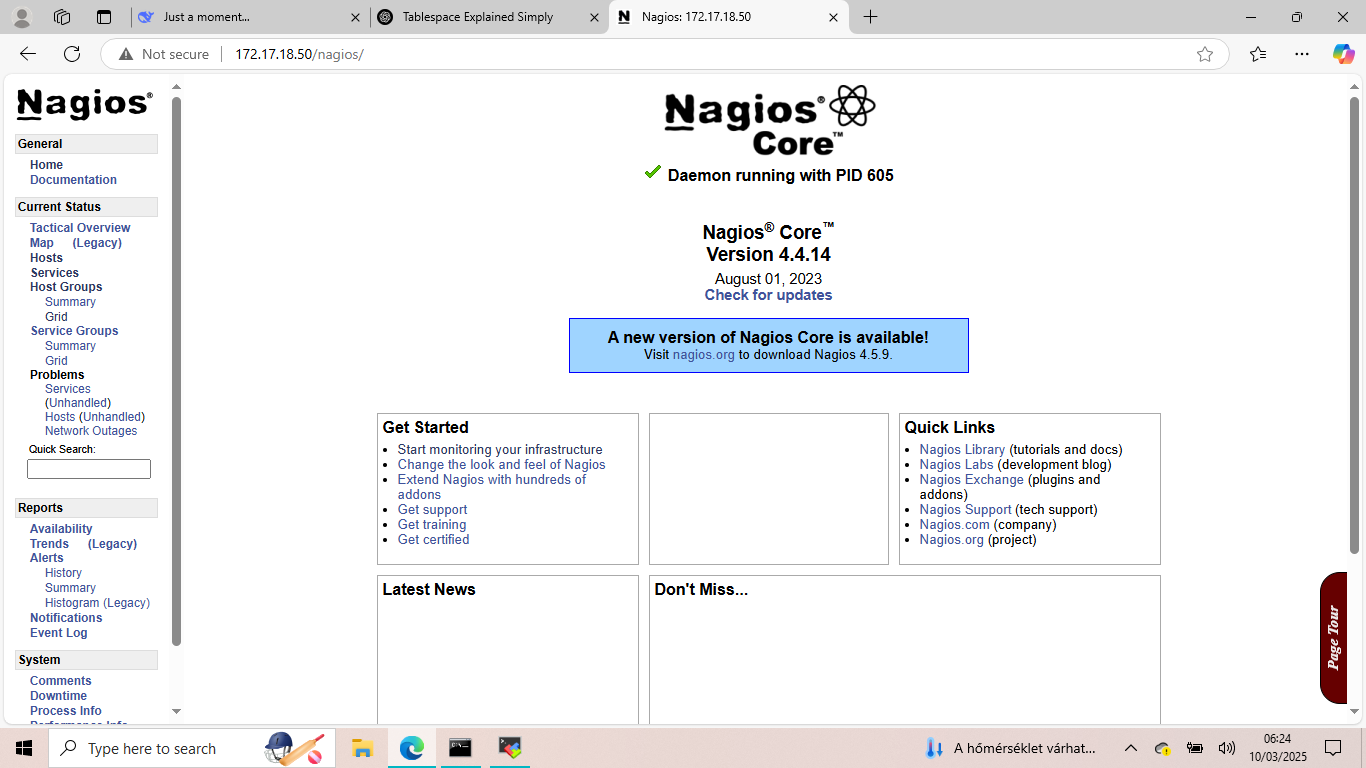 Just a moment...
Tablespace Explained Simply
Nagios: 172.17.18.50
Not secure
172.17.18.50/nagios/
Nagios®
General
Home
Documentation
Current Status
Tactical Overview
Map (Legacy)
Hosts
Services
Host Groups
Summary
Grid
Service Groups
Summary
Grid
Problems
Services
(Unhandled)
Hosts (Unhandled)
Network Outages
Quick Search:
Reports
Availability
Trends (Legacy)
Alerts
History
Summary
Histogram (Legacy)
Notifications
Event Log
System
Comments
Downtime
Process Info
Performance Info
Nagios®
Core™
Daemon running with PID 605
Nagios® Core™
Version 4.4.14
August 01, 2023
Check for updates
A new version of Nagios Core is available!
Visit nagios.org to download Nagios 4.5.9.
Get Started
Start monitoring your infrastructure
Change the look and feel of Nagios
Extend Nagios with hundreds of
addons
Get support
Get training
Get certified
Quick Links
Nagios Library (tutorials and docs)
Nagios Labs (development blog)
Nagios Exchange (plugins and
addons)
Nagios Support (tech support)
Nagios.com (company)
Nagios.org (project)
Latest News
Don't Miss...
Page Tour
Type here to search
A hőmérséklet várhat...
06:24
10/03/2025